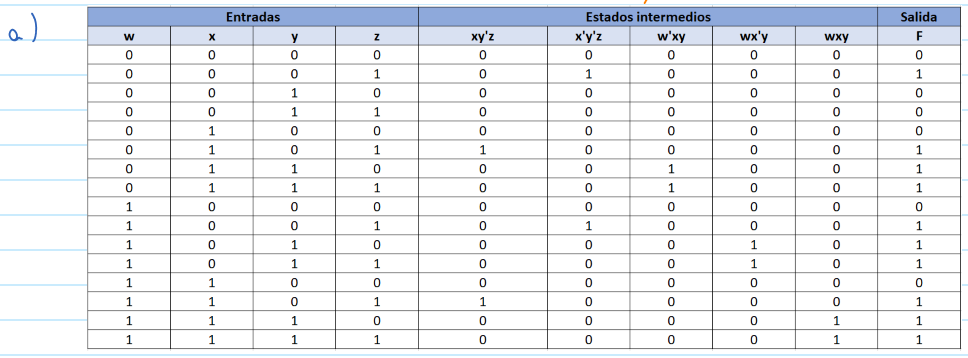 a)
Entradas Estados intermedios Salida
w x y z xy'z x'y'z w'xy wx'y wxy F
0 0 0 0 0 0 0 0 0 0
0 0 0 1 0 1 0 0 0 1
0 0 1 0 0 0 0 0 0 0
0 0 1 1 0 0 0 0 0 0
0 1 0 0 0 0 0 0 0 0
0 1 0 1 1 0 0 0 0 1
0 1 1 0 0 0 1 0 0 1
0 1 1 1 0 0 1 0 0 1
1 0 0 0 0 0 0 0 0 0
1 0 0 1 0 1 0 0 0 1
1 0 1 0 0 0 0 1 0 1
1 0 1 1 0 0 0 1 0 1
1 1 0 0 0 0 0 0 0 0
1 1 0 1 1 0 0 0 0 1
1 1 1 0 0 0 0 0 1 1
1 1 1 1 0 0 0 0 1 1